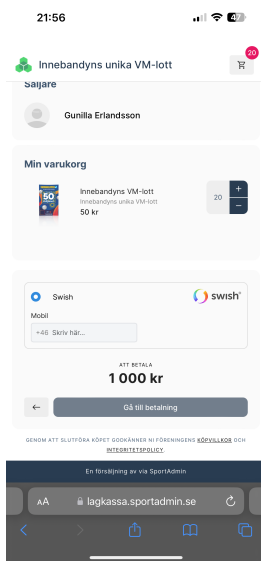 21:56
47
Innebandyns unika VM-lott
20
Säljare
Gunilla Erlandsson
Min varukorg
50
Innebandyns VM-lott
Innebandyns unika VM-lott
50 kr
20
+
−
Swish
swish
Mobil
+46 Skriv här...
ATT BETALA
1 000 kr
←
Gå till betalning
GENOM ATT SLUTFÖRA KÖPET GODKÄNNER NI FÖRENINGENS KÖPVILLKOR OCH
INTEGRITETSPOLICY.
En försäljning av via SportAdmin
AA
lagkassa.sportadmin.se